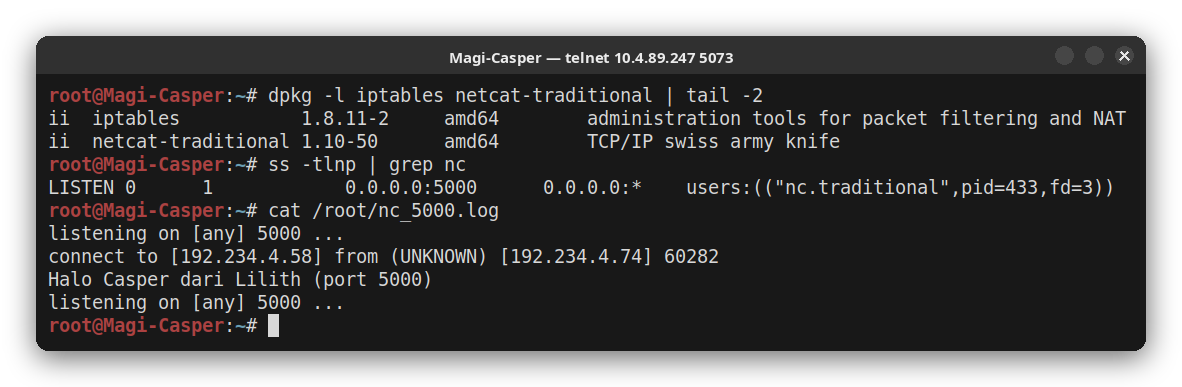 Magi-Casper — telnet 10.4.89.247 5073
root@Magi-Casper:~# dpkg -l iptables netcat-traditional | tail -2
ii  iptables           1.8.11-2     amd64        administration tools for packet filtering and NAT
ii  netcat-traditional 1.10-50      amd64        TCP/IP swiss army knife
root@Magi-Casper:~# ss -tlnp | grep nc
LISTEN 0      1            0.0.0.0:5000      0.0.0.0:*    users:(("nc.traditional",pid=433,fd=3))
root@Magi-Casper:~# cat /root/nc_5000.log
listening on [any] 5000 ...
connect to [192.234.4.58] from (UNKNOWN) [192.234.4.74] 60282
Halo Casper dari Lilith (port 5000)
listening on [any] 5000 ...
root@Magi-Casper:~#